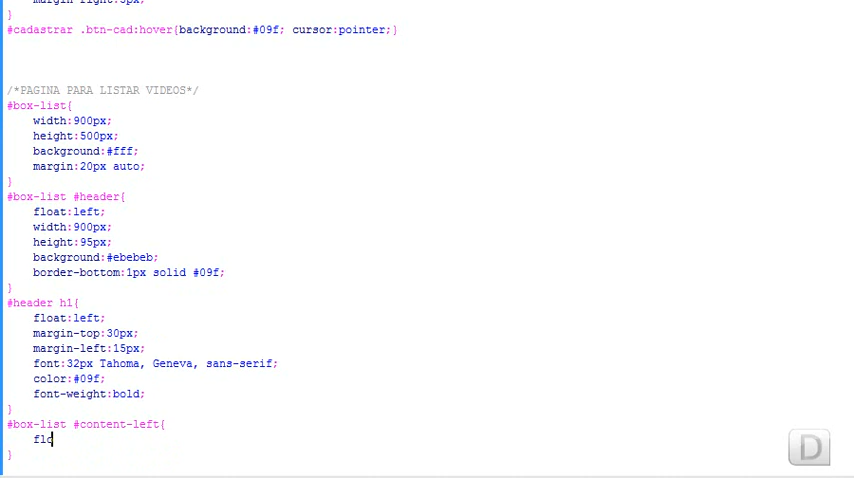 margin-right:5px;
}
#cadastrar .btn-cad:hover{background:#09f; cursor:pointer;}
/*PAGINA PARA LISTAR VIDEOS*/
#box-list{
width:900px;
height:500px;
background:#fff;
margin:20px auto;
}
#box-list #header{
float:left;
width:900px;
height:95px;
background:#ebebeb;
border-bottom:1px solid #09f;
}
#header h1{
float:left;
margin-top:30px;
margin-left:15px;
font:32px Tahoma, Geneva, sans-serif;
color:#09f;
font-weight:bold;
}
#box-list #content-left{
flo
}
D